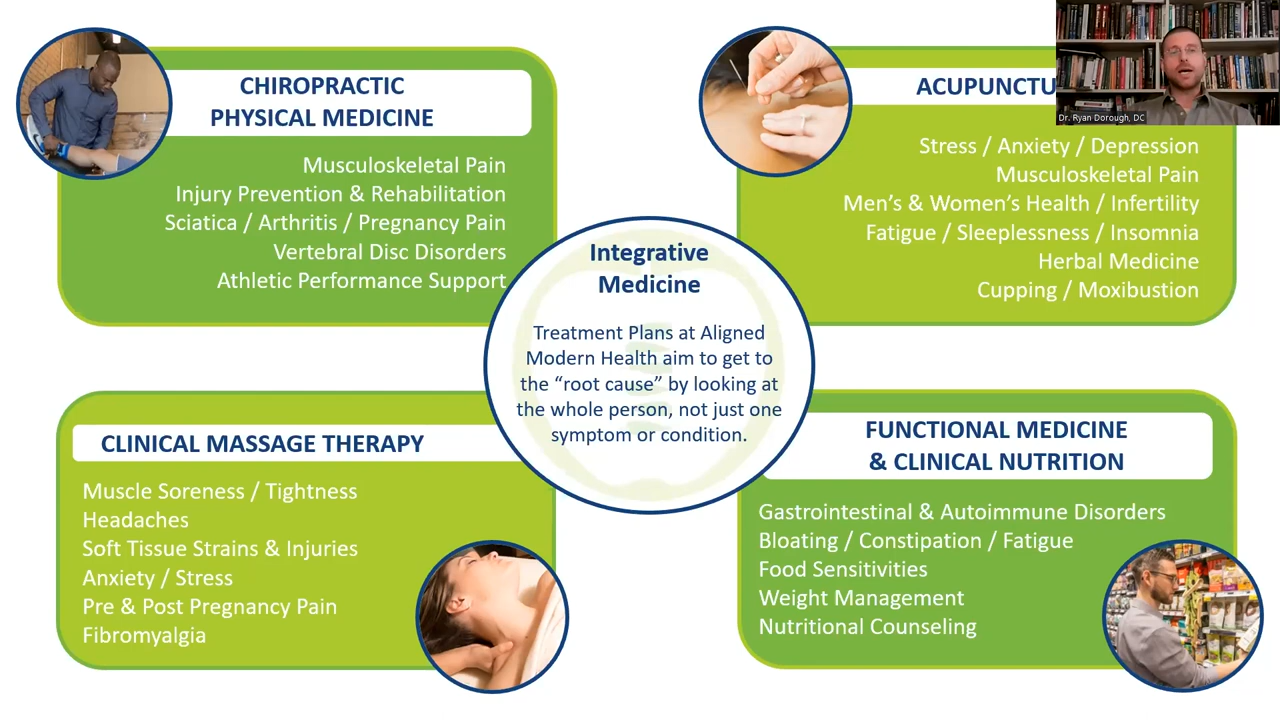 CHIROPRACTIC
PHYSICAL MEDICINE
Musculoskeletal Pain
Injury Prevention & Rehabilitation
Sciatica / Arthritis / Pregnancy Pain
Vertebral Disc Disorders
Athletic Performance Support
ACUPUNCTU
Dr. Ryan Dorough, DC
Stress / Anxiety / Depression
Musculoskeletal Pain
Men’s & Women’s Health / Infertility
Fatigue / Sleeplessness / Insomnia
Herbal Medicine
Cupping / Moxibustion
Integrative
Medicine
Treatment Plans at Aligned
Modern Health aim to get to
the “root cause” by looking at
the whole person, not just one
symptom or condition.
CLINICAL MASSAGE THERAPY
Muscle Soreness / Tightness
Headaches
Soft Tissue Strains & Injuries
Anxiety / Stress
Pre & Post Pregnancy Pain
Fibromyalgia
FUNCTIONAL MEDICINE
& CLINICAL NUTRITION
Gastrointestinal & Autoimmune Disorders
Bloating / Constipation / Fatigue
Food Sensitivities
Weight Management
Nutritional Counseling